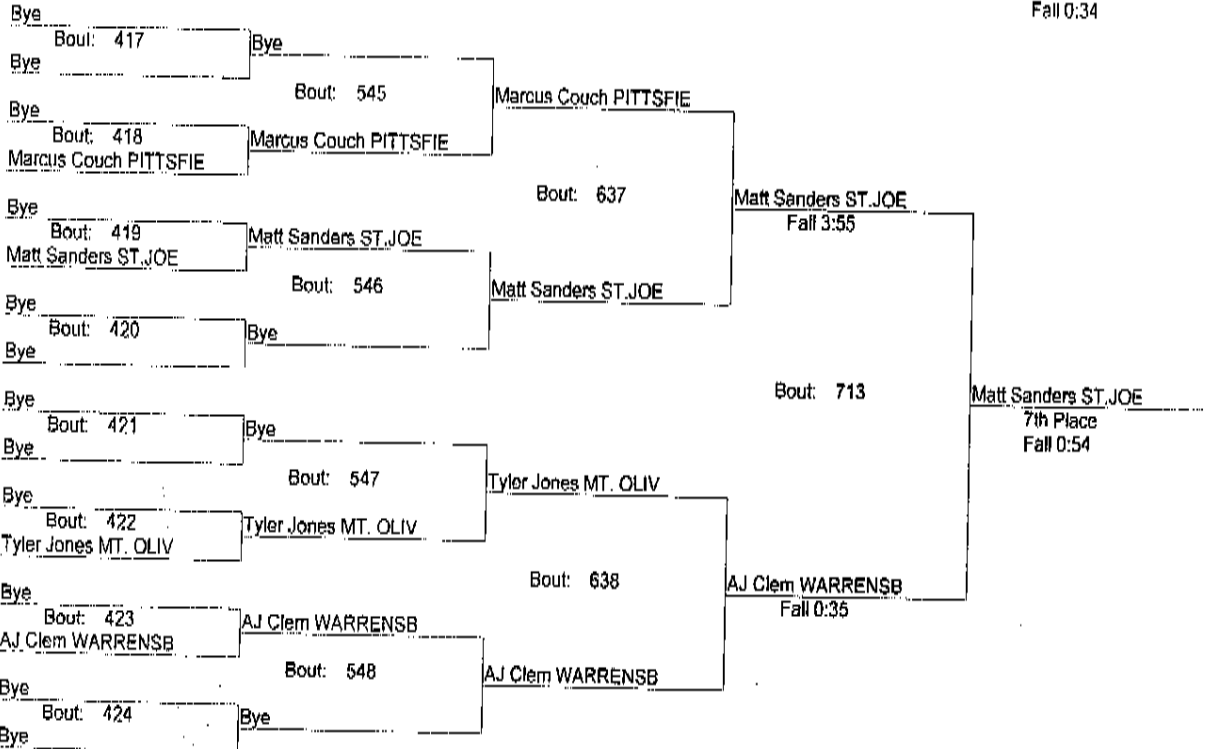 Fall 0:34
Bye
Bout: 417
Bye
Bye
Bout: 545
Bye
Bout: 418
Marcus Couch PITTSFIE
Marcus Couch PITTSFIE
Marcus Couch PITTSFIE
Bout: 637
Bye
Bout: 419
Matt Sanders ST.JOE
Matt Sanders ST.JOE
Bout: 546
Matt Sanders ST.JOE
Bye
Bout: 420
Bye
Bye
Matt Sanders ST.JOE
Fall 3:55
Bout: 713
Bye
Bout: 421
Bye
Bye
Bout: 547
Bye
Bout: 422
Tyler Jones MT. OLIV
Tyler Jones MT. OLIV
Tyler Jones MT. OLIV
Bout: 638
Bye
Bout: 423
AJ Clem WARRENSB
AJ Clem WARRENSB
Bout: 548
AJ Clem WARRENSB
Bye
Bout: 424
Bye
Bye
AJ Clem WARRENSB
Fall 0:35
Matt Sanders ST.JOE
7th Place
Fall 0:54